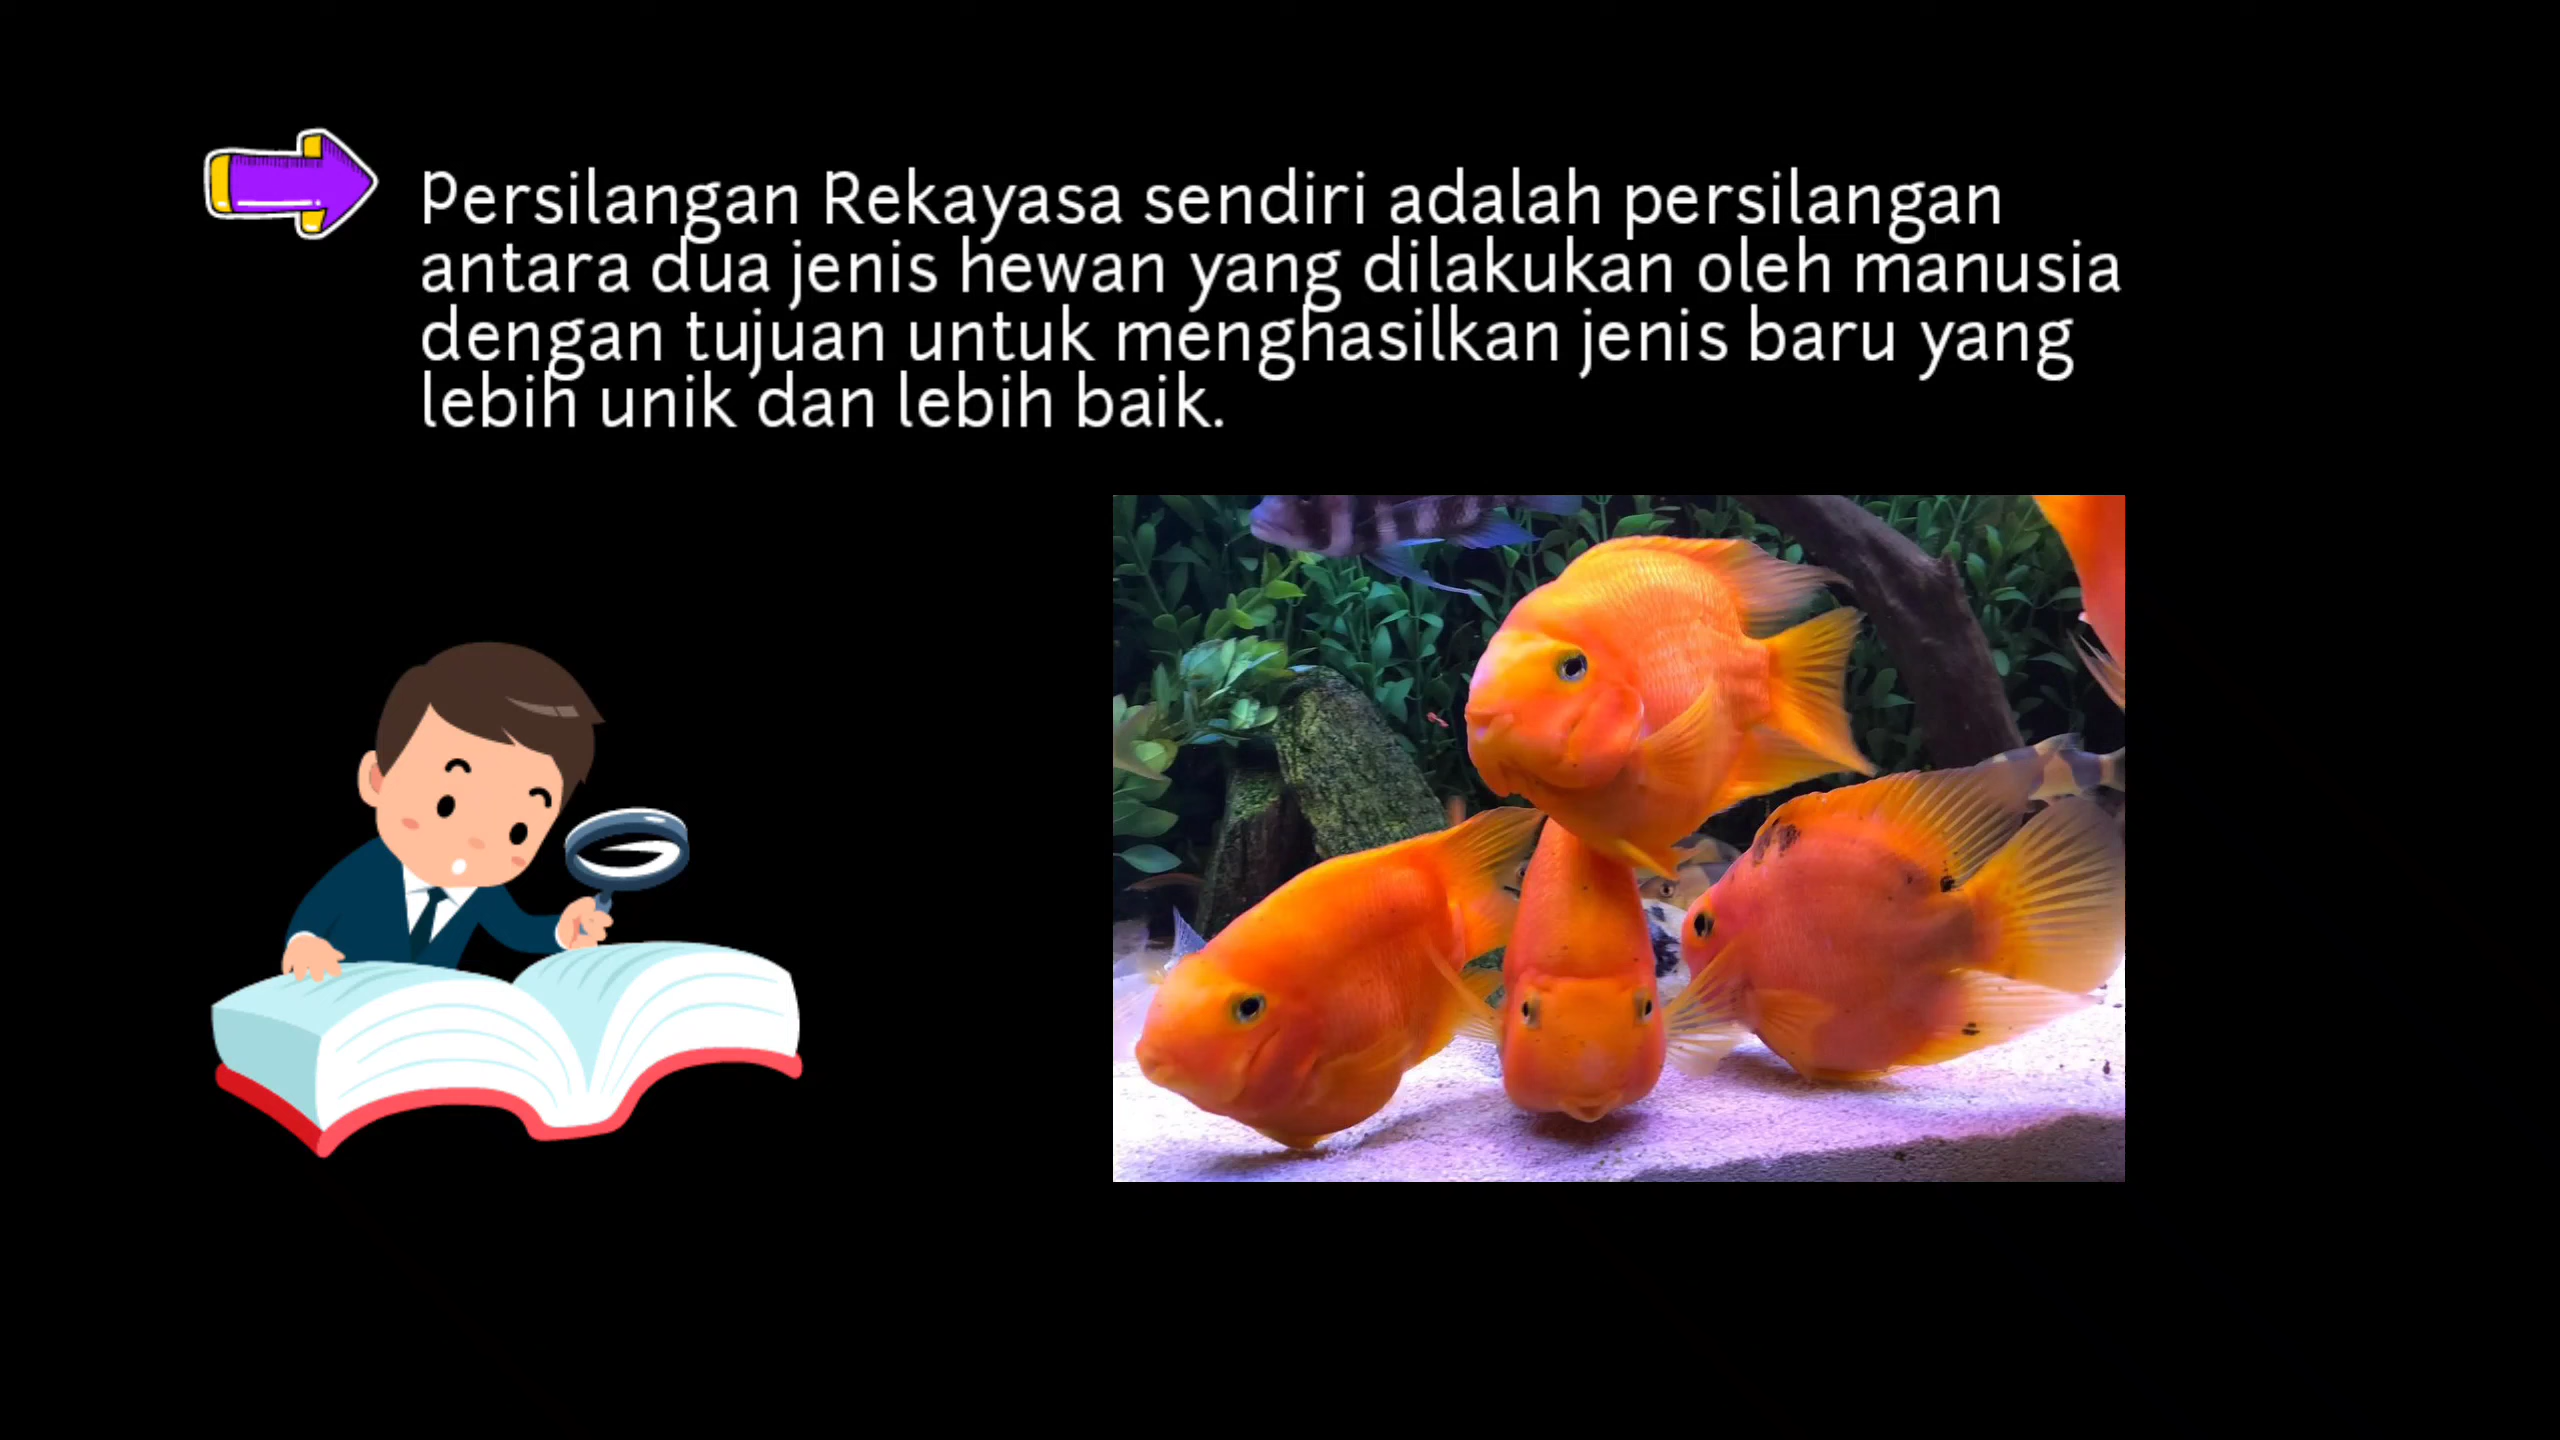 Persilangan Rekayasa sendiri adalah persilangan
antara dua jenis hewan yang dilakukan oleh manusia
dengan tujuan untuk menghasilkan jenis baru yang
lebih unik dan lebih baik.